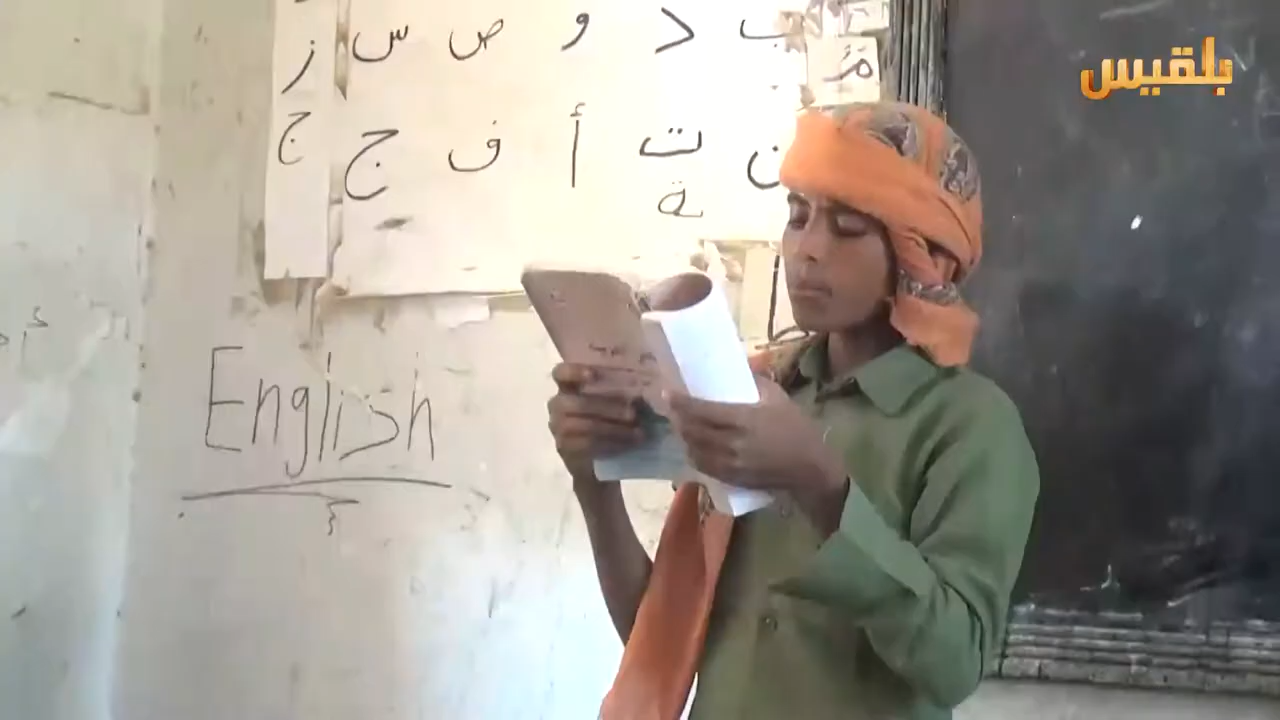 بلقيس
ب د و ص س ز
مُ
ن ت أ ف ج ج
ة
English